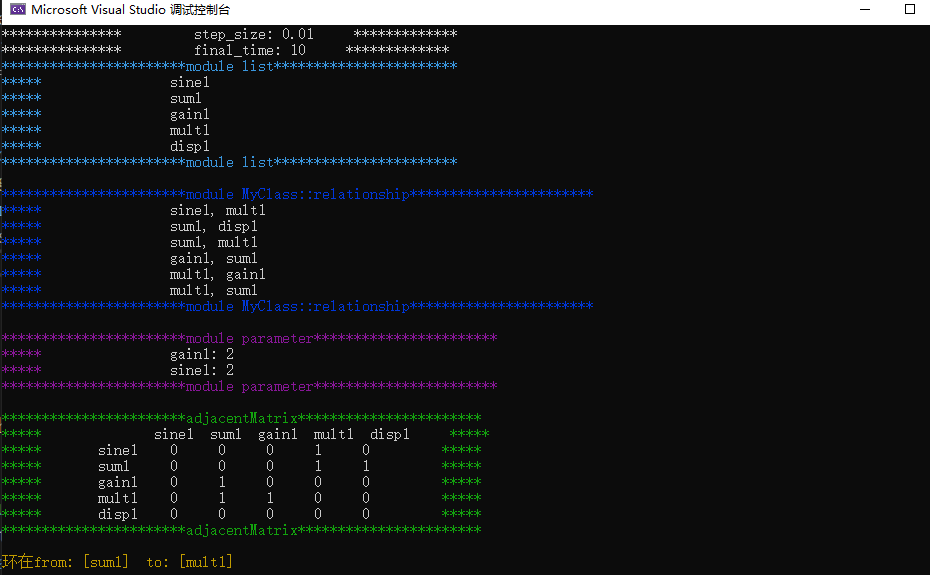 Microsoft Visual Studio 调试控制台
*************** step_size: 0.01 *************
*************** final_time: 10 *************
***********************module list***********************
***** sine1
***** sum1
***** gain1
***** mult1
***** disp1
***********************module list***********************
***********************module MyClass::relationship***********************
***** sine1, mult1
***** sum1, disp1
***** sum1, mult1
***** gain1, sum1
***** mult1, gain1
***** mult1, sum1
***********************module MyClass::relationship***********************
***********************module parameter***********************
***** gain1: 2
***** sine1: 2
***********************module parameter***********************
***********************adjacentMatrix***********************
***** sine1 sum1 gain1 mult1 disp1 *****
***** sine1 0 0 0 1 0 *****
***** sum1 0 0 0 1 1 *****
***** gain1 0 1 0 0 0 *****
***** mult1 0 1 1 0 0 *****
***** disp1 0 0 0 0 0 *****
***********************adjacentMatrix***********************
环在from: [sum1] to: [mult1]